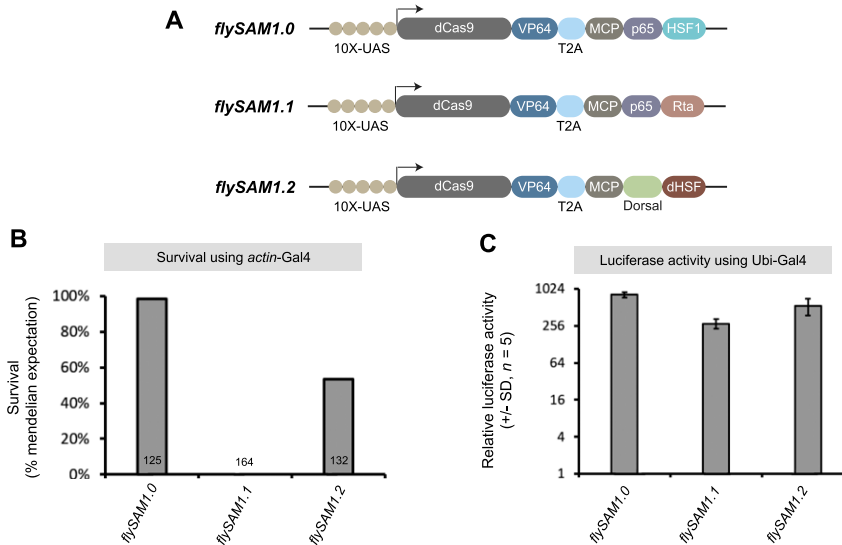 A
flySAM1.0
dCas9 VP64 MCP p65 HSF1
10X-UAS T2A
flySAM1.1
dCas9 VP64 MCP p65 Rta
10X-UAS T2A
flySAM1.2
dCas9 VP64 MCP dHSF
10X-UAS T2A Dorsal
B
Survival using actin-Gal4
Survival
(% mendelian expectation)
100%
80%
60%
40%
20%
0%
125 164 132
flySAM1.0
flySAM1.1
flySAM1.2
C
Luciferase activity using Ubi-Gal4
Relative luciferase activity
(+/- SD, n = 5)
1024
256
64
16
4
1
flySAM1.0
flySAM1.1
flySAM1.2